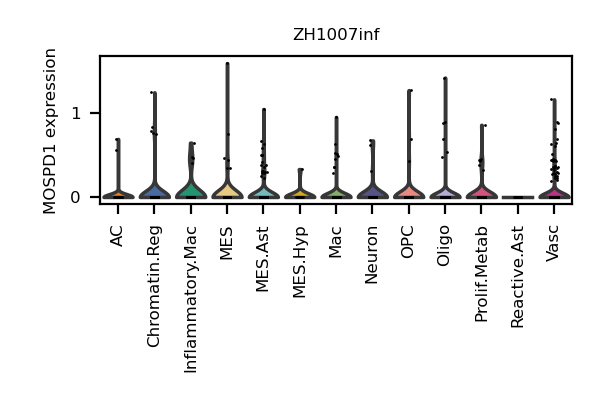 ZH1007inf
MOSPD1 expression
1
0
AC
Chromatin.Reg
Inflammatory.Mac
MES
MES.Ast
MES.Hyp
Mac
Neuron
OPC
Oligo
Prolif.Metab
Reactive.Ast
Vasc